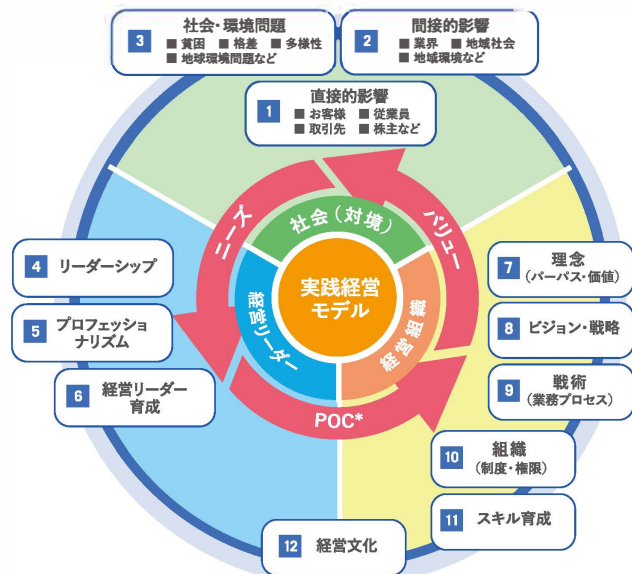 3 社会・環境問題
■ 貧困 ■ 格差 ■ 多様性
■ 地球環境問題など
2 間接的影響
■ 業界 ■ 地域社会
■ 地域環境など
1 直接的影響
■ お客様 ■ 従業員
■ 取引先 ■ 株主など
ニーズ
社会(対境)
バリュー
実践経営
モデル
経営リーダー
経営組織
POC*
4 リーダーシップ
5 プロフェッショ
ナリズム
6 経営リーダー
育成
7 理念
(パーパス・価値)
8 ビジョン・戦略
9 戦術
(業務プロセス)
10 組織
(制度・権限)
11 スキル育成
12 経営文化